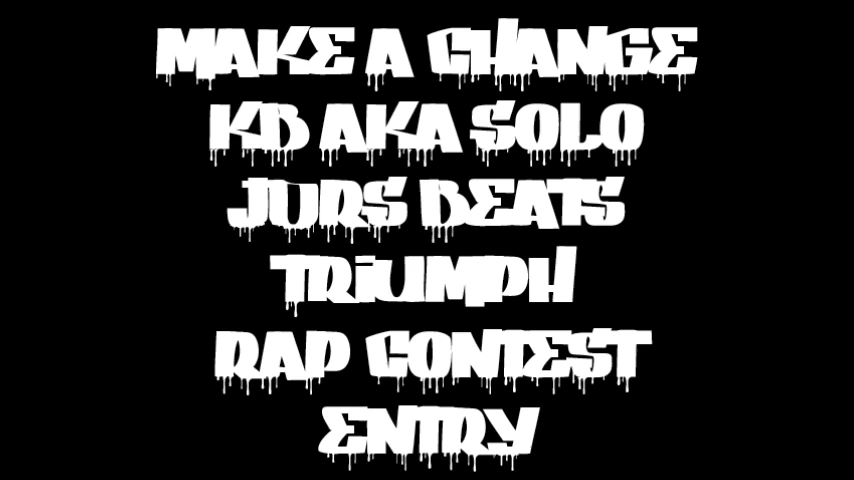 MAKE A CHANGE
KB AKA SOLO
JURS BEATS
TRiUMPH
RAP CONTEST
ENTRY